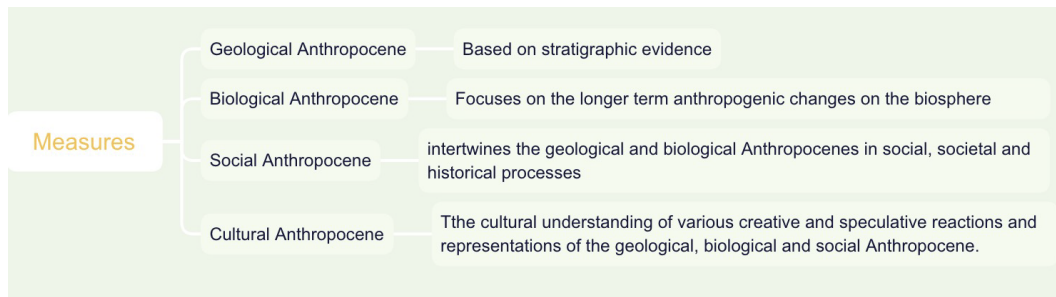 Measures
Geological Anthropocene
Based on stratigraphic evidence
Biological Anthropocene
Focuses on the longer term anthropogenic changes on the biosphere
Social Anthropocene
intertwines the geological and biological Anthropocenes in social, societal and
historical processes
Cultural Anthropocene
Tthe cultural understanding of various creative and speculative reactions and
representations of the geological, biological and social Anthropocene.